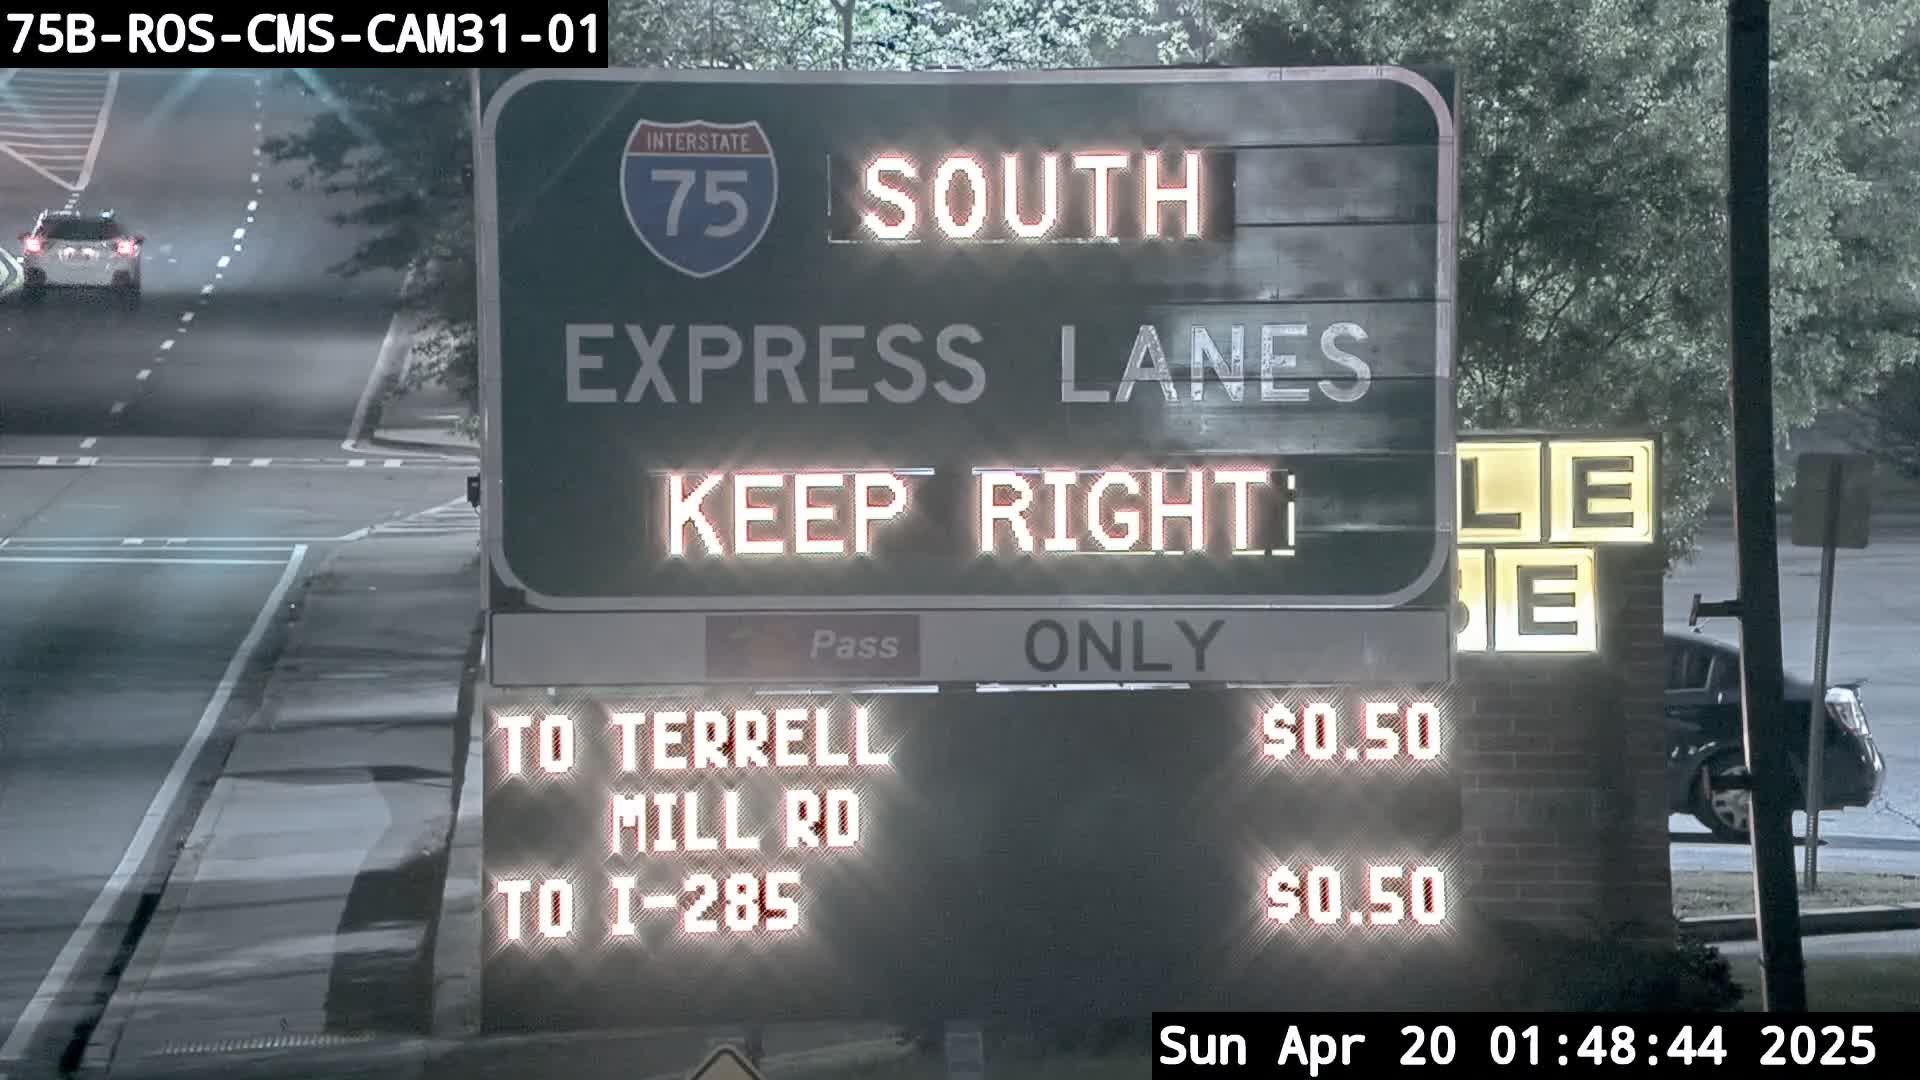 75B-ROS-CMS-CAM31-01
INTERSTATE
75
SOUTH
EXPRESS LANES
KEEP RIGHT
Pass ONLY
TO TERRELL $0.50
MILL RD
TO I-285 $0.50
LE
E
Sun Apr 20 01:48:44 2025